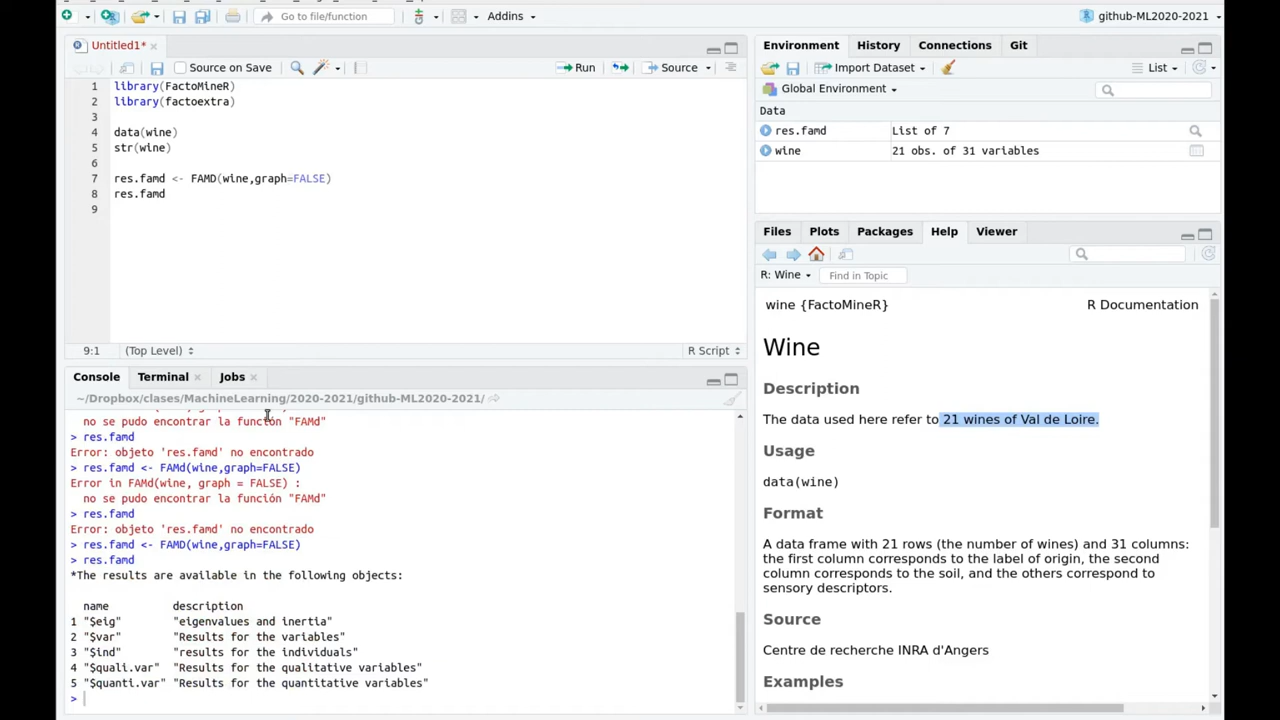 Go to file/function
Addins
github-ML2020-2021
Untitled1*
Source on Save
Run
Source
1 library(FactoMineR)
2 library(factoextra)
3
4 data(wine)
5 str(wine)
6
7 res.famd <- FAMD(wine,graph=FALSE)
8 res.famd
9
9:1 (Top Level) R Script
Console Terminal Jobs
~/Dropbox/clases/MachineLearning/2020-2021/github-ML2020-2021/
no se pudo encontrar la función "FAMd"
> res.famd
Error: objeto 'res.famd' no encontrado
> res.famd <- FAMd(wine,graph=FALSE)
Error in FAMd(wine, graph = FALSE) :
no se pudo encontrar la función "FAMd"
> res.famd
Error: objeto 'res.famd' no encontrado
> res.famd <- FAMD(wine,graph=FALSE)
> res.famd
*The results are available in the following objects:
name description
1 "$eig" "eigenvalues and inertia"
2 "$var" "Results for the variables"
3 "$ind" "results for the individuals"
4 "$quali.var" "Results for the qualitative variables"
5 "$quanti.var" "Results for the quantitative variables"
>
Environment History Connections Git
Import Dataset List
Global Environment
Data
res.famd List of 7
wine 21 obs. of 31 variables
Files Plots Packages Help Viewer
R: Wine Find in Topic
wine {FactoMineR} R Documentation
Wine
Description
The data used here refer to 21 wines of Val de Loire.
Usage
data(wine)
Format
A data frame with 21 rows (the number of wines) and 31 columns:
the first column corresponds to the label of origin, the second
column corresponds to the soil, and the others correspond to
sensory descriptors.
Source
Centre de recherche INRA d'Angers
Examples